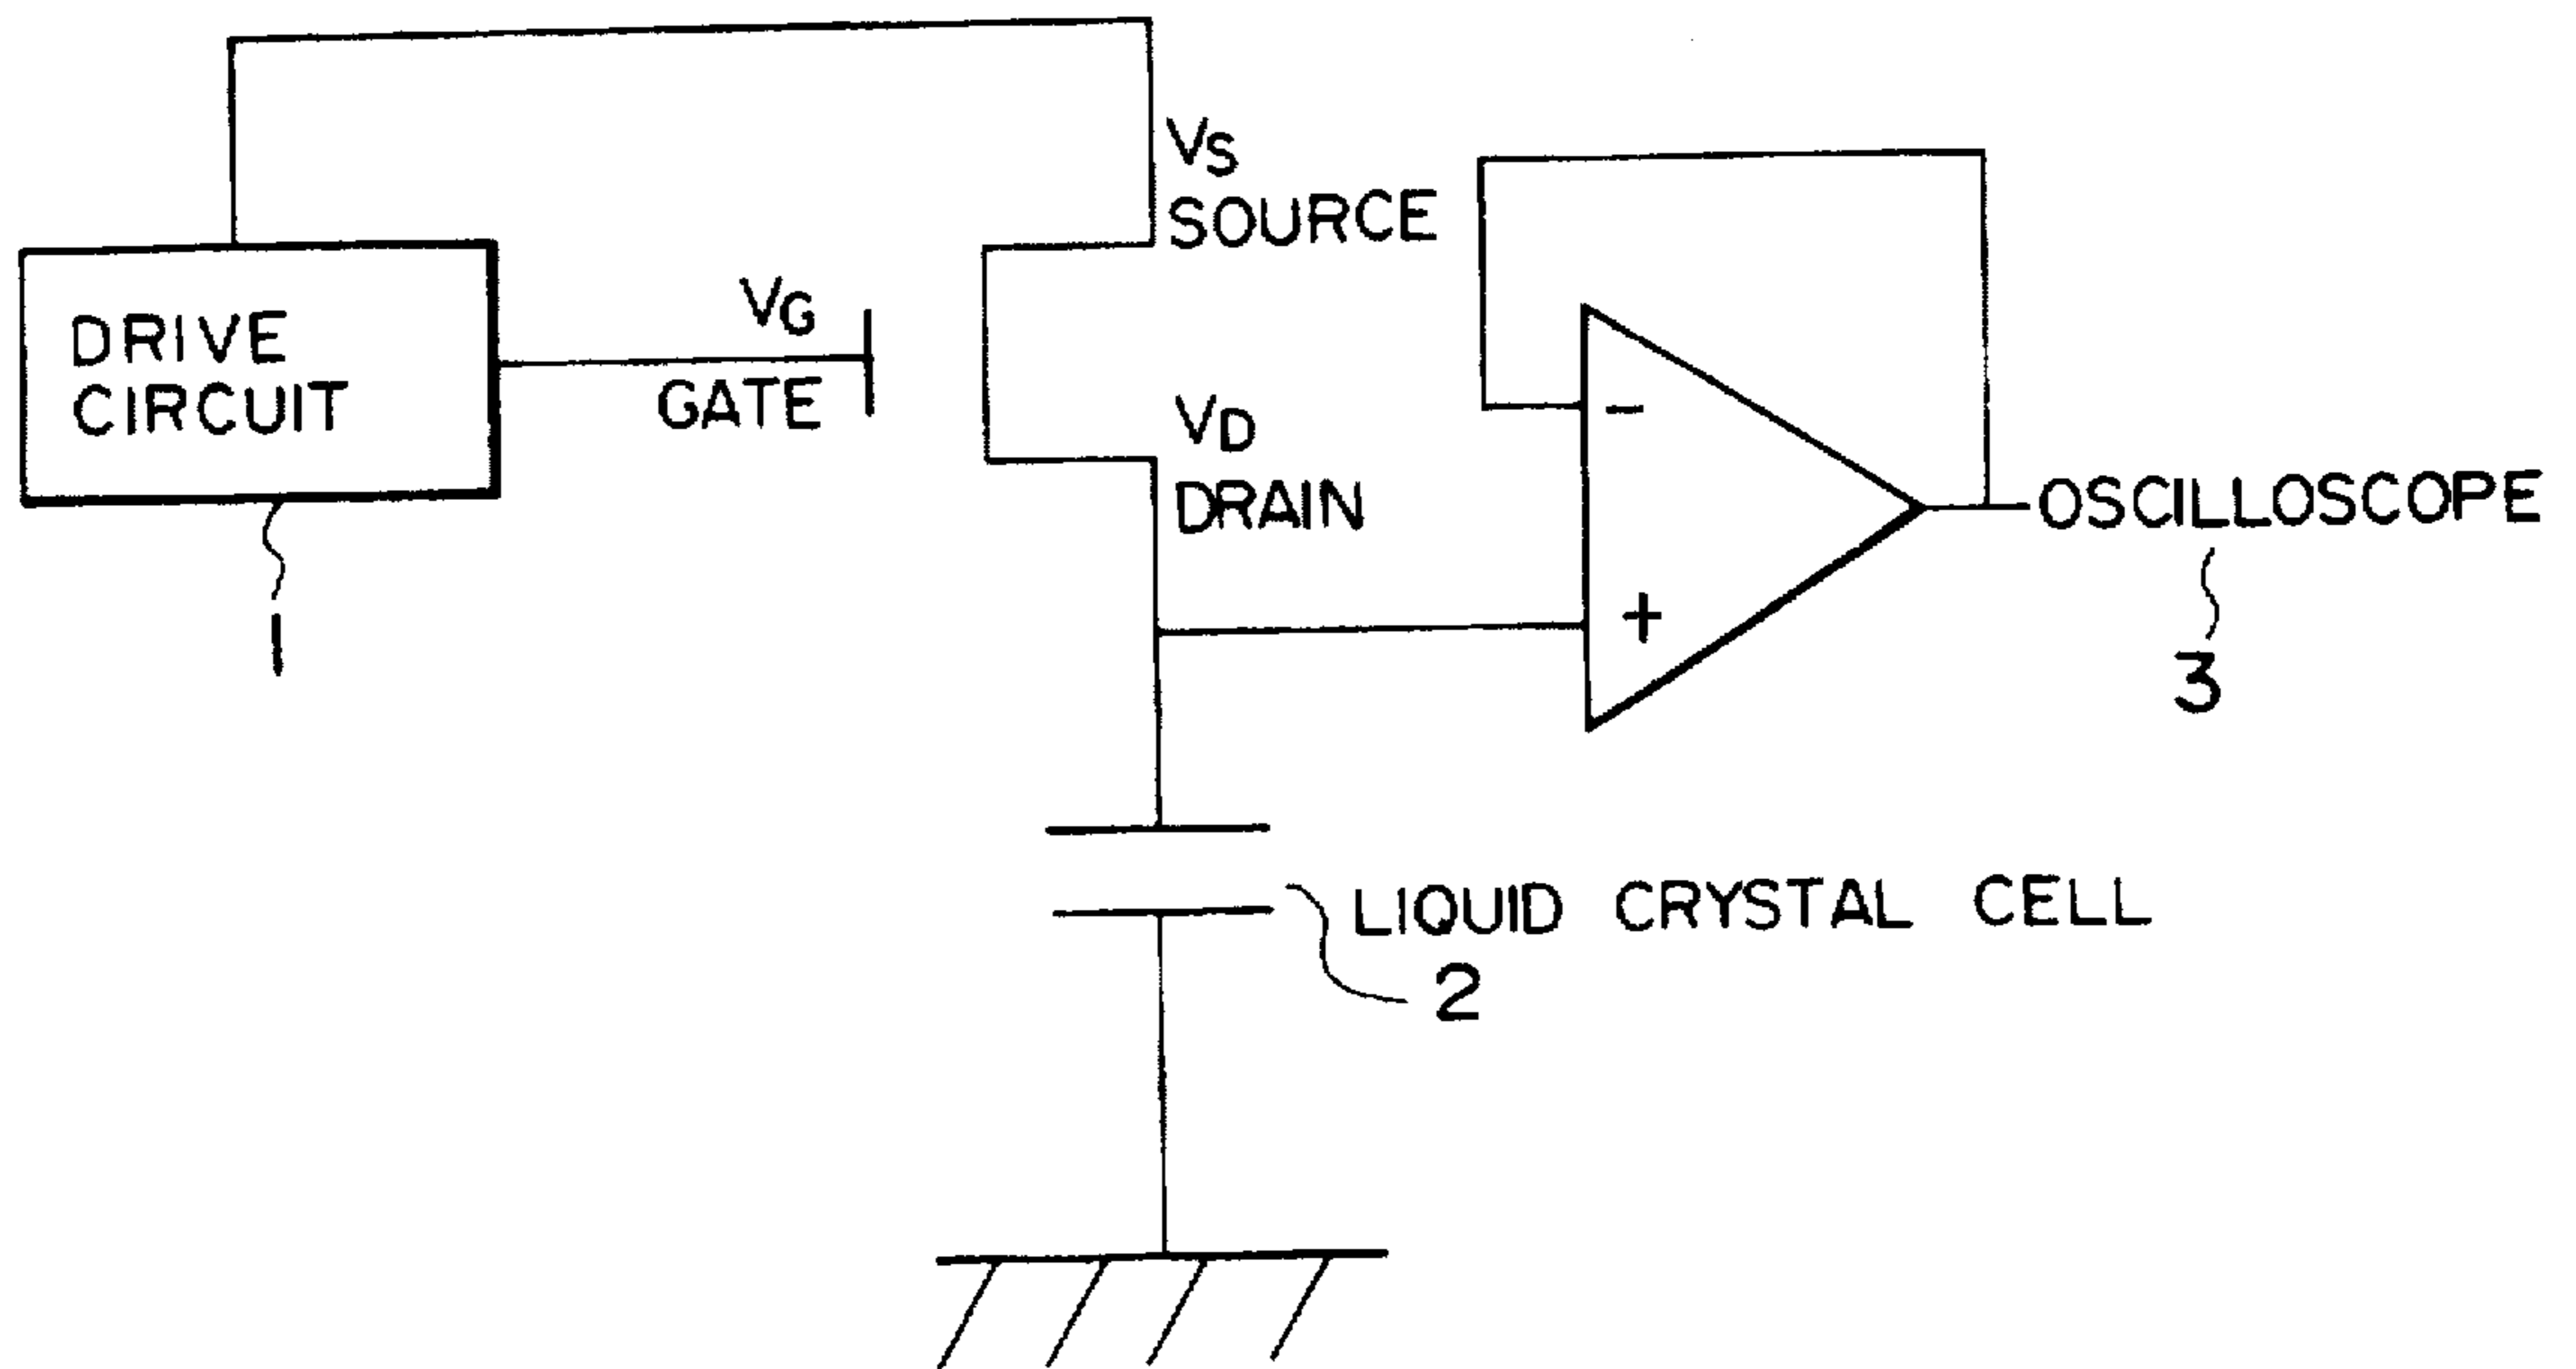 DRIVE
CIRCUIT
1
VG
GATE
VS
SOURCE
VD
DRAIN
-
+
OSCILLOSCOPE
3
LIQUID CRYSTAL CELL
2